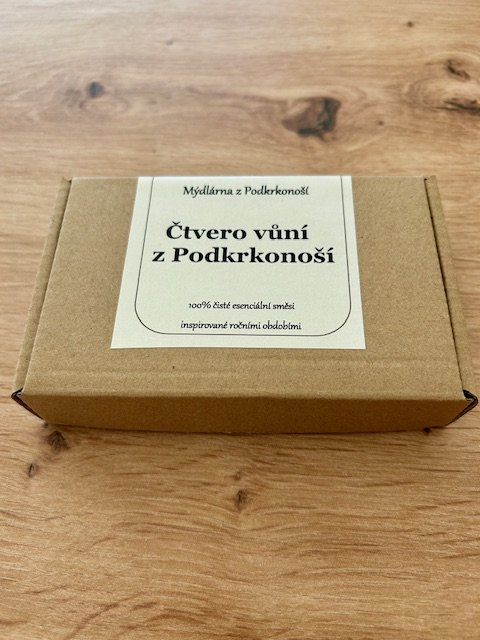 Mýdlárna z Podkrkonoší
Čtvero vůní
z Podkrkonoší
100% čisté esenciální směsi
inspirované ročními obdobími